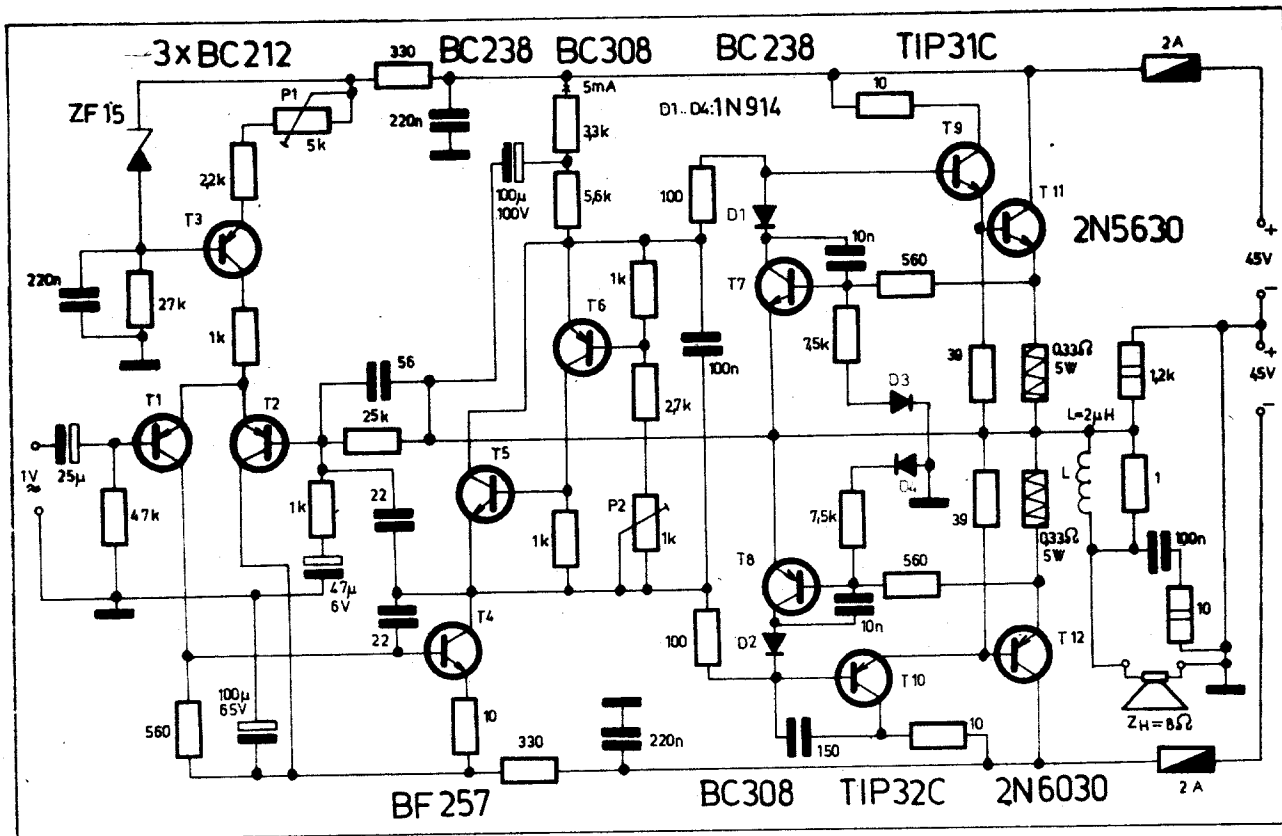 3xBC212
BC238
BC308
BC238
TIP31C
2A
330
ZF15
P1
5k
220n
5mA
3,3k
D1..D4:1N914
10
T9
2,2k
100µ
100V
5,6k
100
D1
T11
2N5630
T3
10n
+
45V
−
220n
27k
1k
T6
1k
T7
560
7,5k
100n
39
0,33Ω
5W
1,2k
+
45V
−
56
2,7k
D3
T1
T2
25k
L=2µH
1V
≈
25µ
T5
D4
L
1
47k
1k
22
P2
1k
1k
7,5k
39
0,33Ω
5W
100n
T8
560
47µ
6V
10
22
T4
100
10n
D2
T12
T10
100µ
65V
560
10
ZH=8Ω
330
220n
150
10
BF257
BC308
TIP32C
2N6030
2A